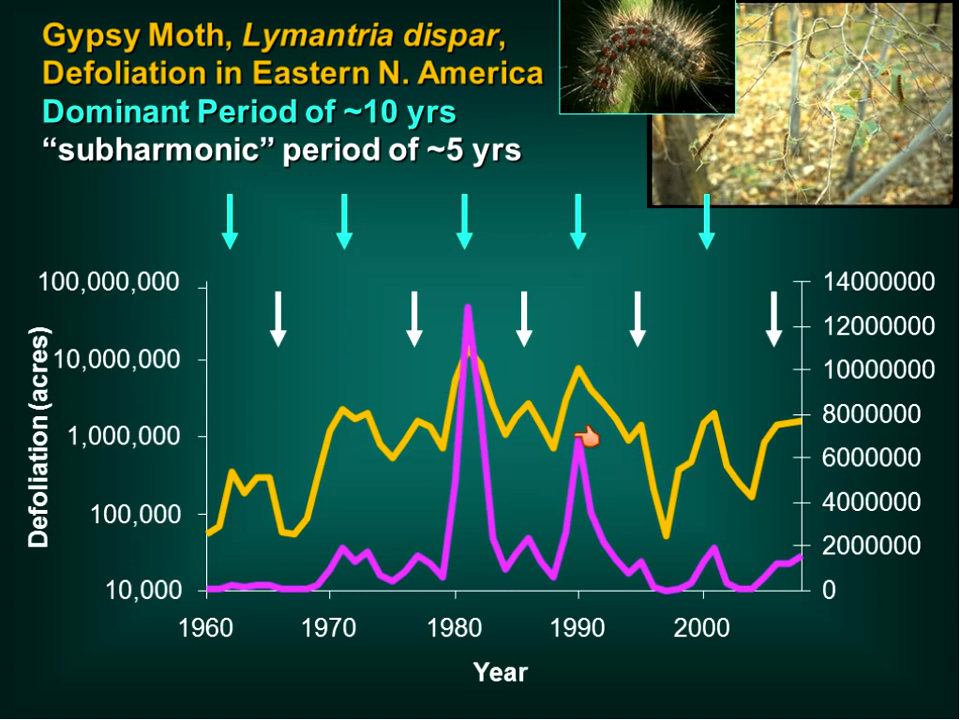 Gypsy Moth, Lymantria dispar,
Defoliation in Eastern N. America
Dominant Period of ~10 yrs
“subharmonic” period of ~5 yrs
100,000,000
10,000,000
1,000,000
100,000
10,000
Defoliation (acres)
14000000
12000000
10000000
8000000
6000000
4000000
2000000
0
1960 1970 1980 1990 2000
Year